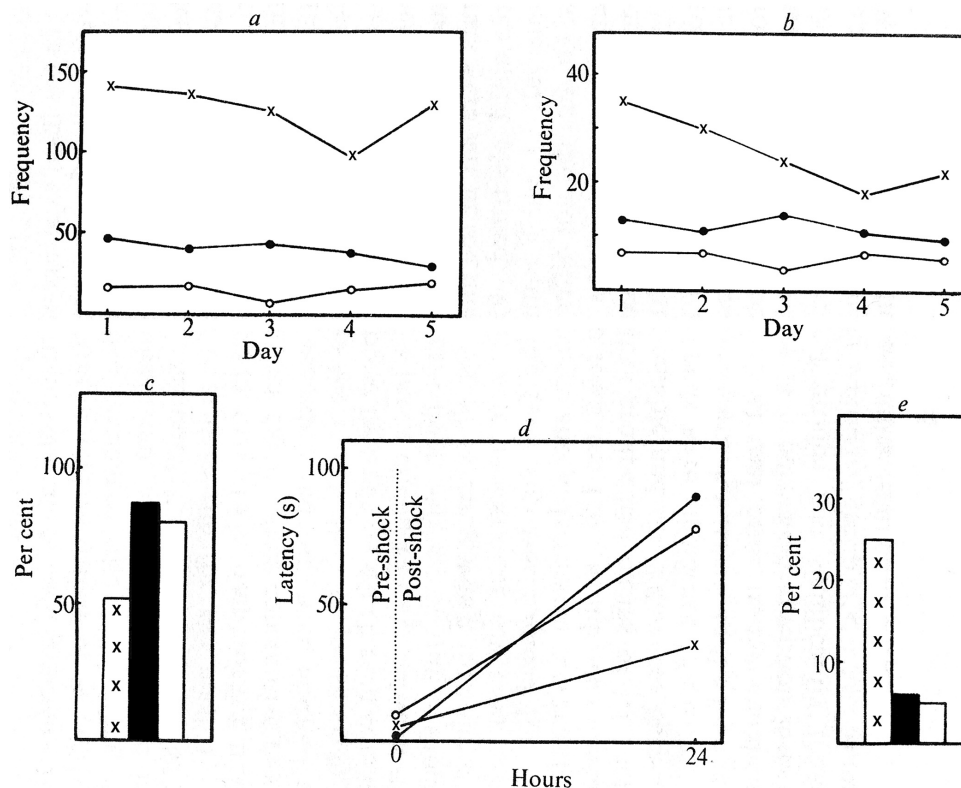 a
Frequency
150
100
50
1 2 3 4 5
Day
b
Frequency
40
20
1 2 3 4 5
Day
c
Per cent
100
50
x
x
x
x
d
Latency (s)
100
50
Pre-shock
Post-shock
0 24
Hours
e
Per cent
30
20
10
x
x
x
x
x